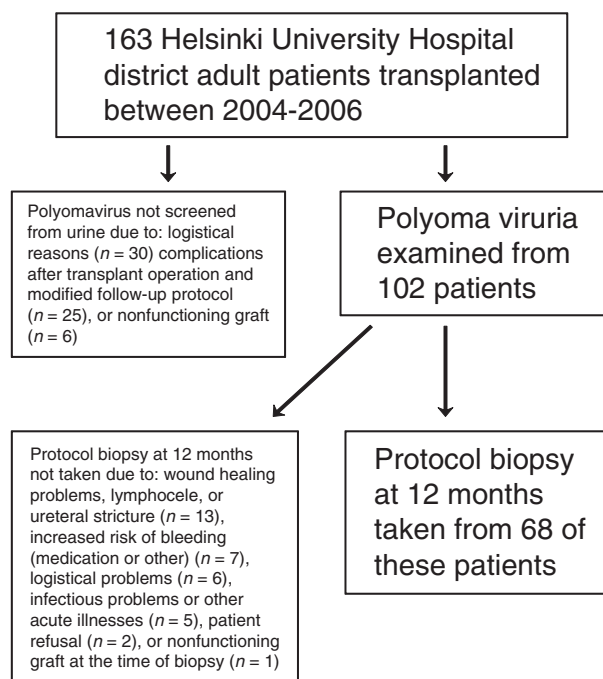 163 Helsinki University Hospital
district adult patients transplanted
between 2004-2006
Polyomavirus not screened
from urine due to: logistical
reasons (n = 30) complications
after transplant operation and
modified follow-up protocol
(n = 25), or nonfunctioning graft
(n = 6)
Polyoma viruria
examined from
102 patients
Protocol biopsy at 12 months
not taken due to: wound healing
problems, lymphocele, or
ureteral stricture (n = 13),
increased risk of bleeding
(medication or other) (n = 7),
logistical problems (n = 6),
infectious problems or other
acute illnesses (n = 5), patient
refusal (n = 2), or nonfunctioning
graft at the time of biopsy (n = 1)
Protocol biopsy
at 12 months
taken from 68 of
these patients